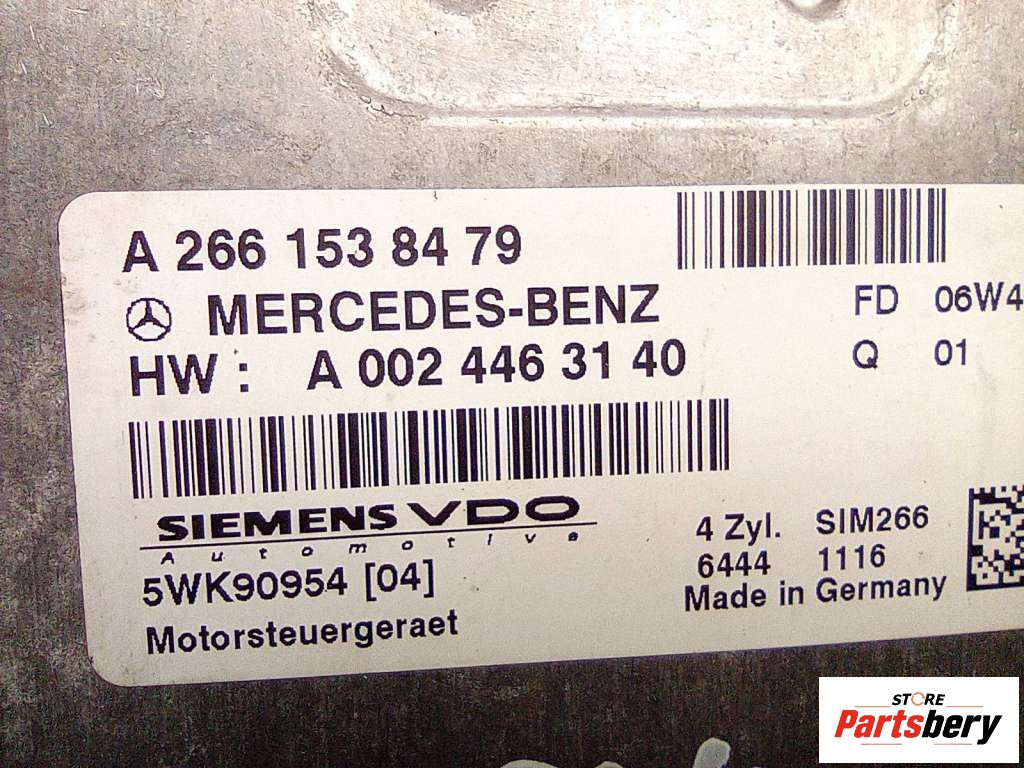 A 266 153 84 79
MERCEDES-BENZ FD 06W4
HW : A 002 446 31 40 Q 01
SIEMENS VDO
Automotive
4 Zyl. SIM266
5WK90954 [04] 6444 1116
Motorsteuergeraet Made in Germany
STORE
Partsbery